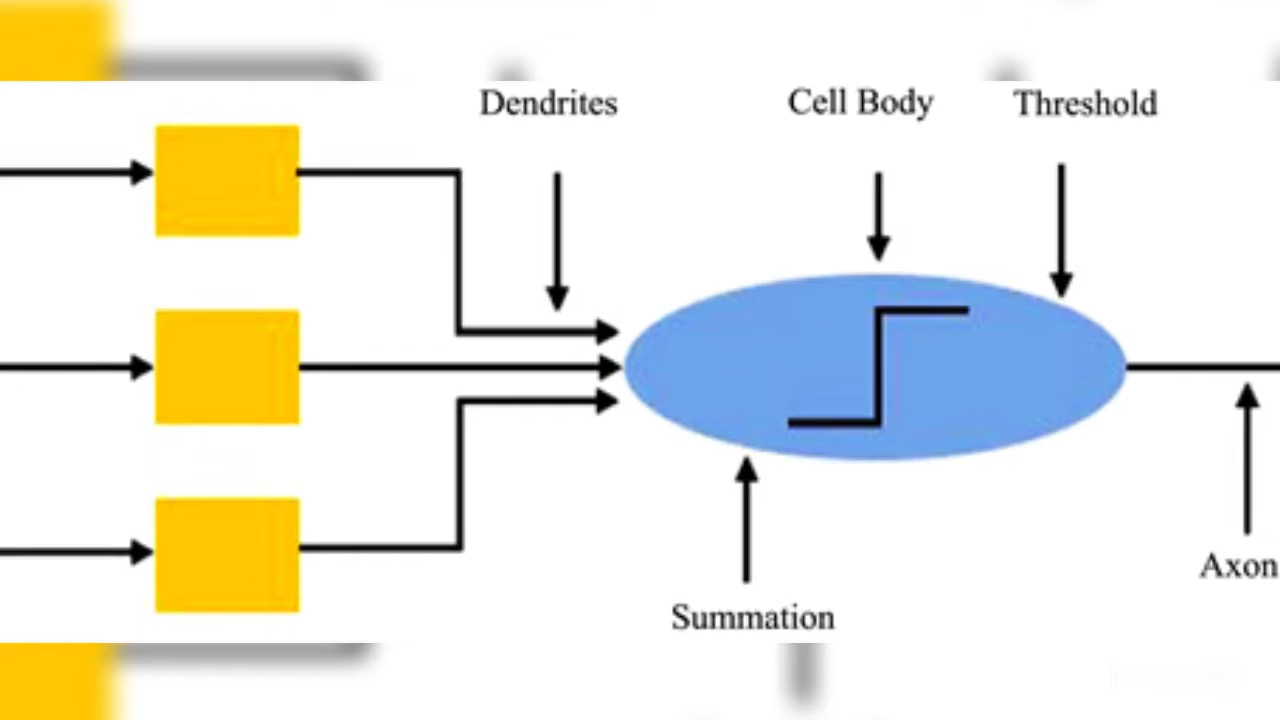 Dendrites
Cell Body
Threshold
Axon
Summation